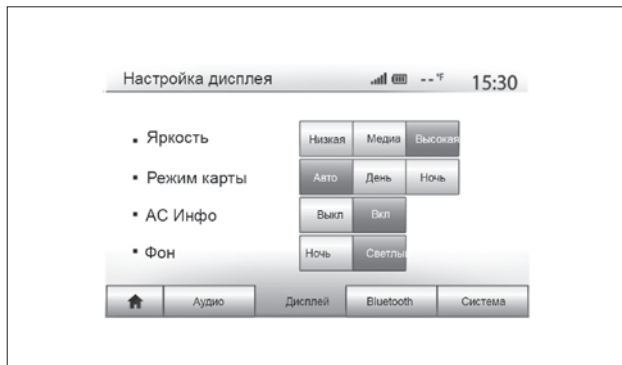 Настройка дисплея -- °F 15:30
Яркость Низкая Медиа Высокая
Режим карты Авто День Ночь
АС Инфо Выкл Вкл
Фон Ночь Светлы
Аудио Дисплей Bluetooth Система